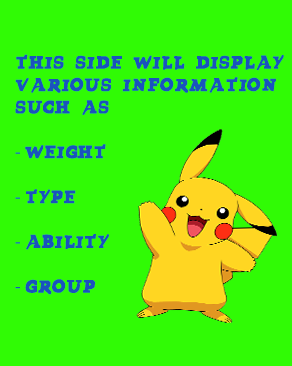 THIS SIDE WILL DISPLAY
VARIOUS INFORMATION
SUCH AS
- WEIGHT
- TYPE
- ABILITY
- GROUP